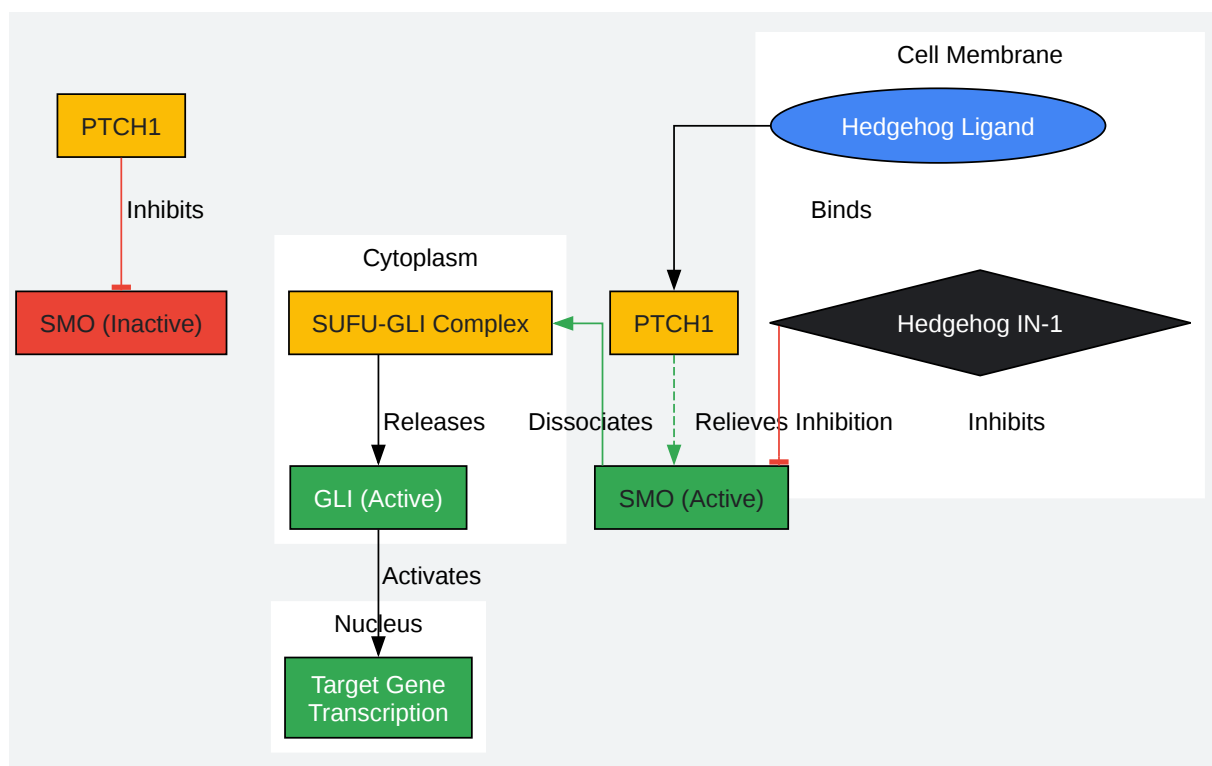 Cell Membrane
PTCH1
Hedgehog Ligand
Inhibits
Binds
Cytoplasm
SMO (Inactive)
SUFU-GLI Complex
PTCH1
Hedgehog IN-1
Releases
Dissociates
Relieves Inhibition
Inhibits
GLI (Active)
SMO (Active)
Activates
Nucleus
Target Gene
Transcription